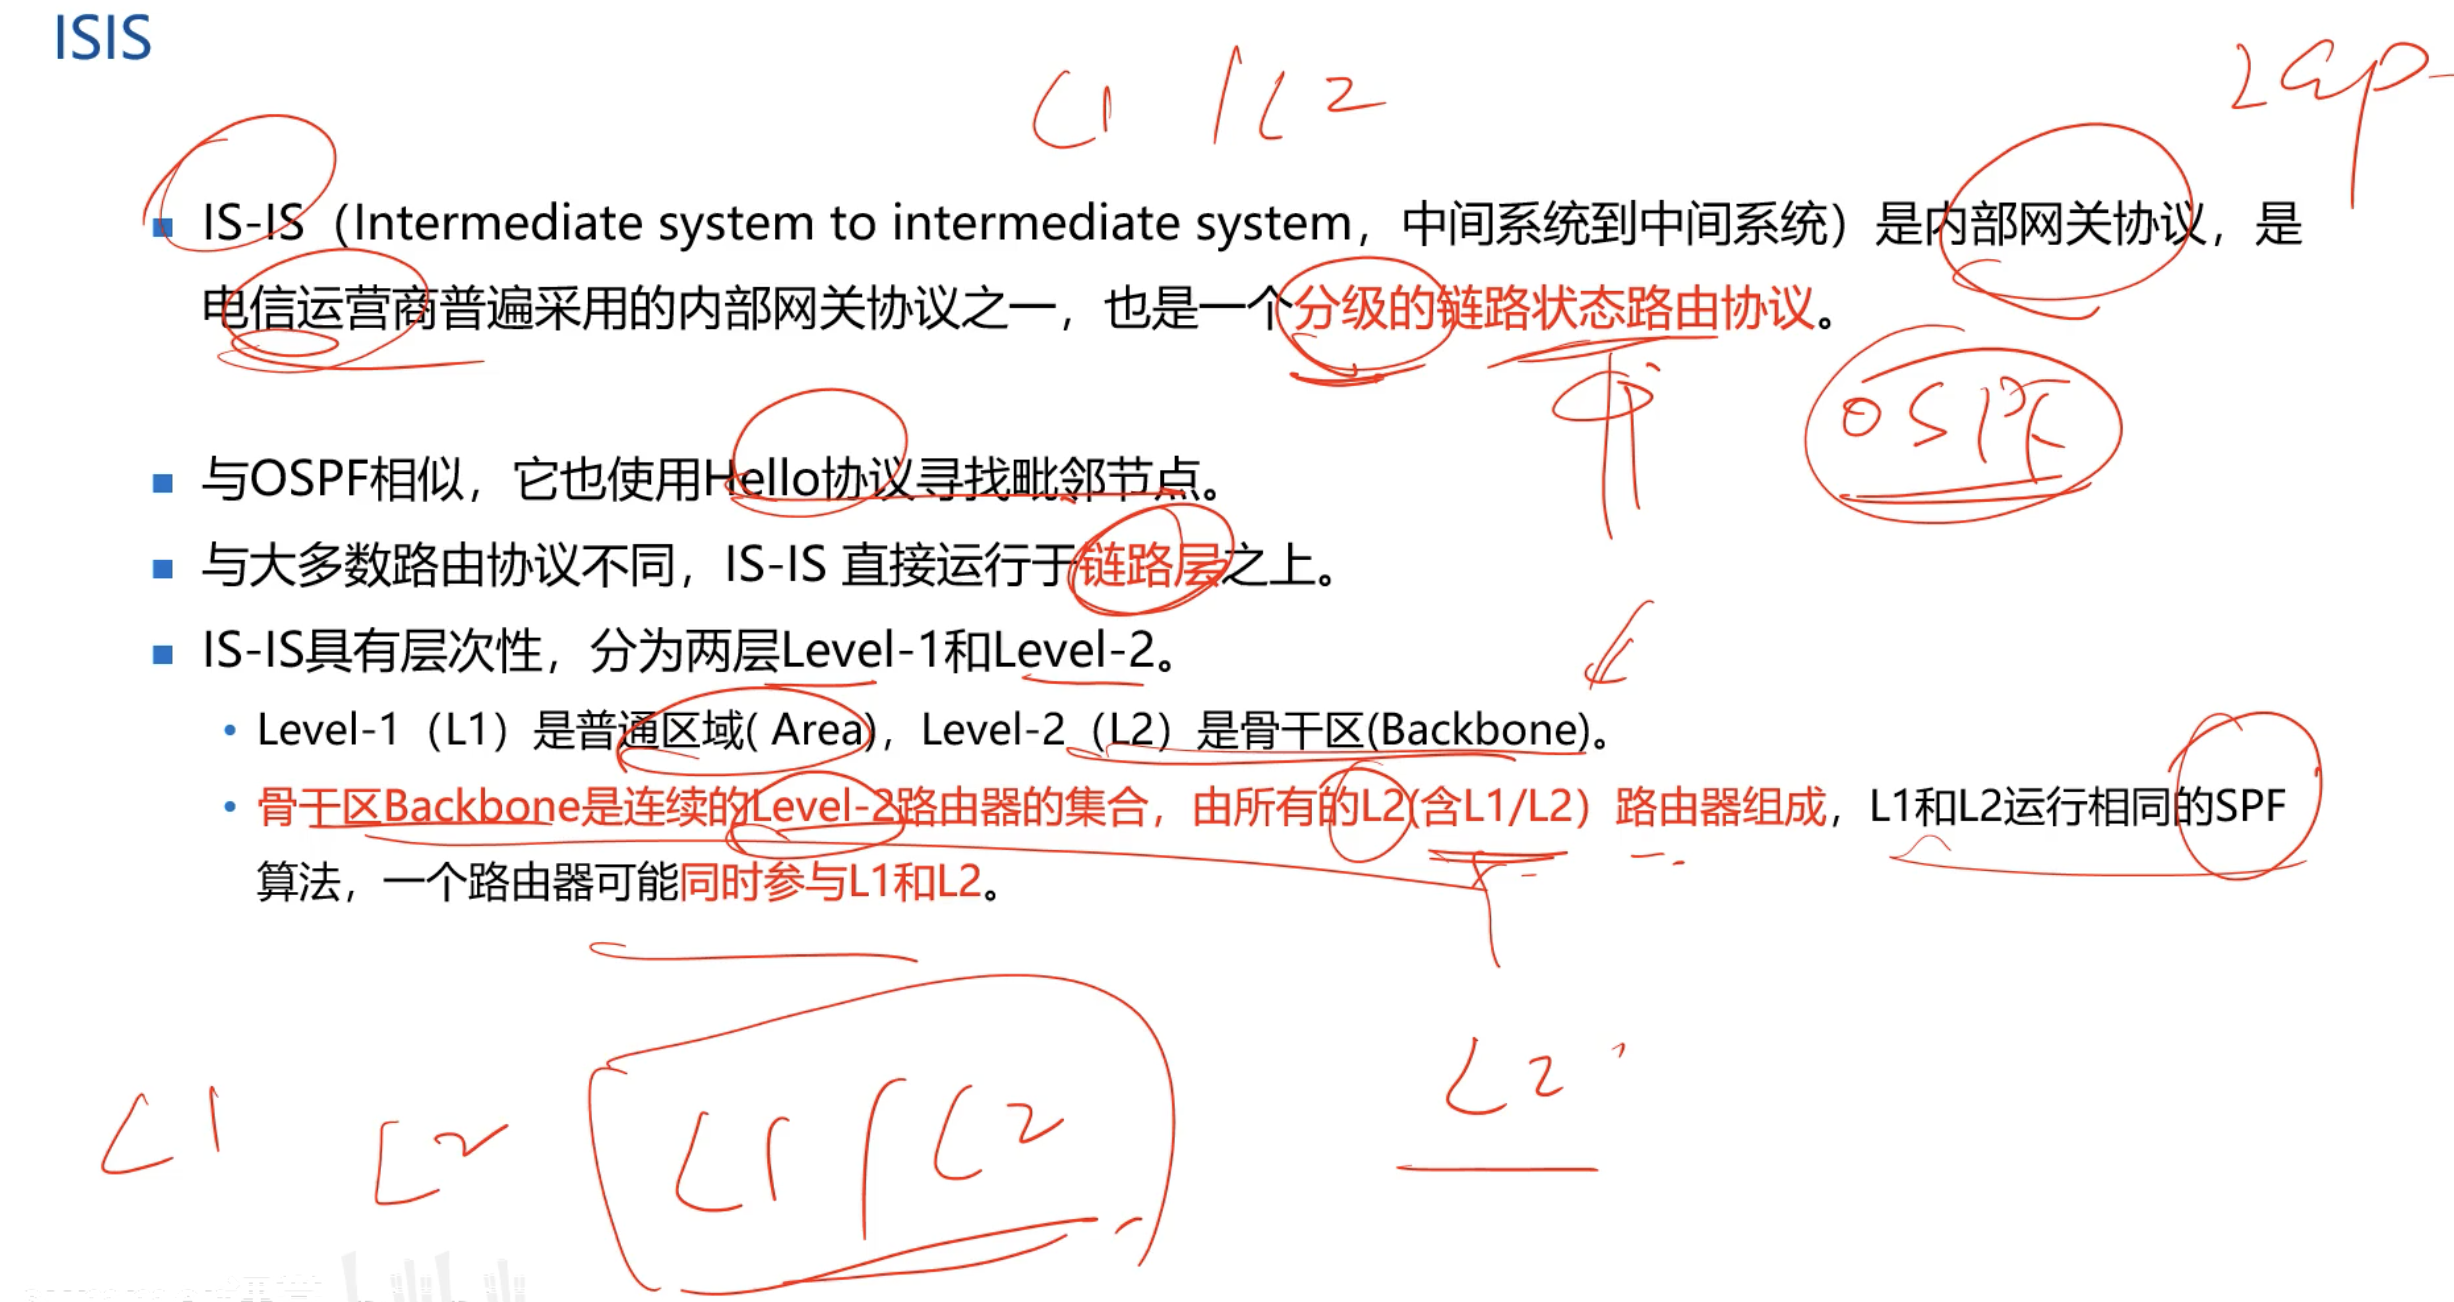 ISIS
L1 /L2
IS-IS（Intermediate system to intermediate system，中间系统到中间系统）是内部网关协议，是
电信运营商普遍采用的内部网关协议之一，也是一个分级的链路状态路由协议。
OSPF
与OSPF相似，它也使用Hello协议寻找毗邻节点。
与大多数路由协议不同，IS-IS 直接运行于链路层之上。
IS-IS具有层次性，分为两层Level-1和Level-2。
Level-1（L1）是普通区域( Area)，Level-2（L2）是骨干区(Backbone)。
骨干区Backbone是连续的Level-2路由器的集合，由所有的L2(含L1/L2）路由器组成，L1和L2运行相同的SPF
算法，一个路由器可能同时参与L1和L2。
L1 L2 L1/L2 L2